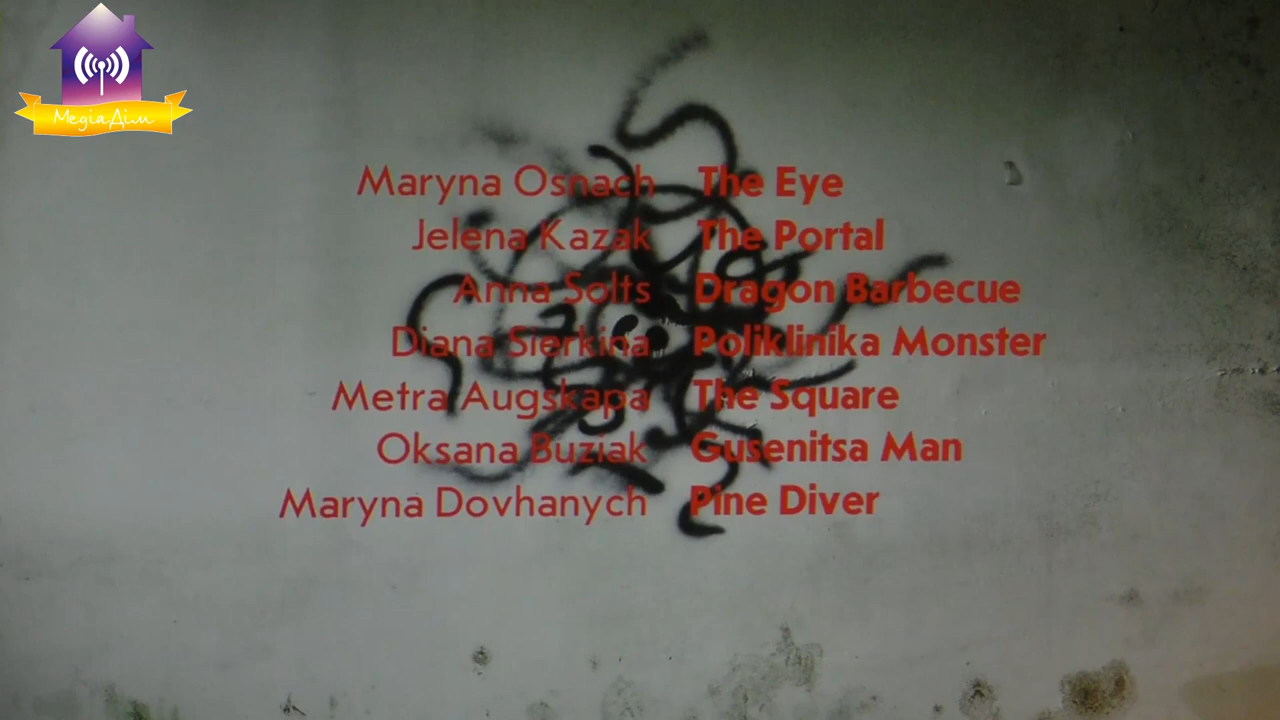 МедіаДім
Maryna Osnach The Eye
Jelena Kazak The Portal
Anna Solts Dragon Barbecue
Diana Sierkina Poliklinika Monster
Metra Augskapa The Square
Oksana Buziak Gusenitsa Man
Maryna Dovhanych Pine Diver